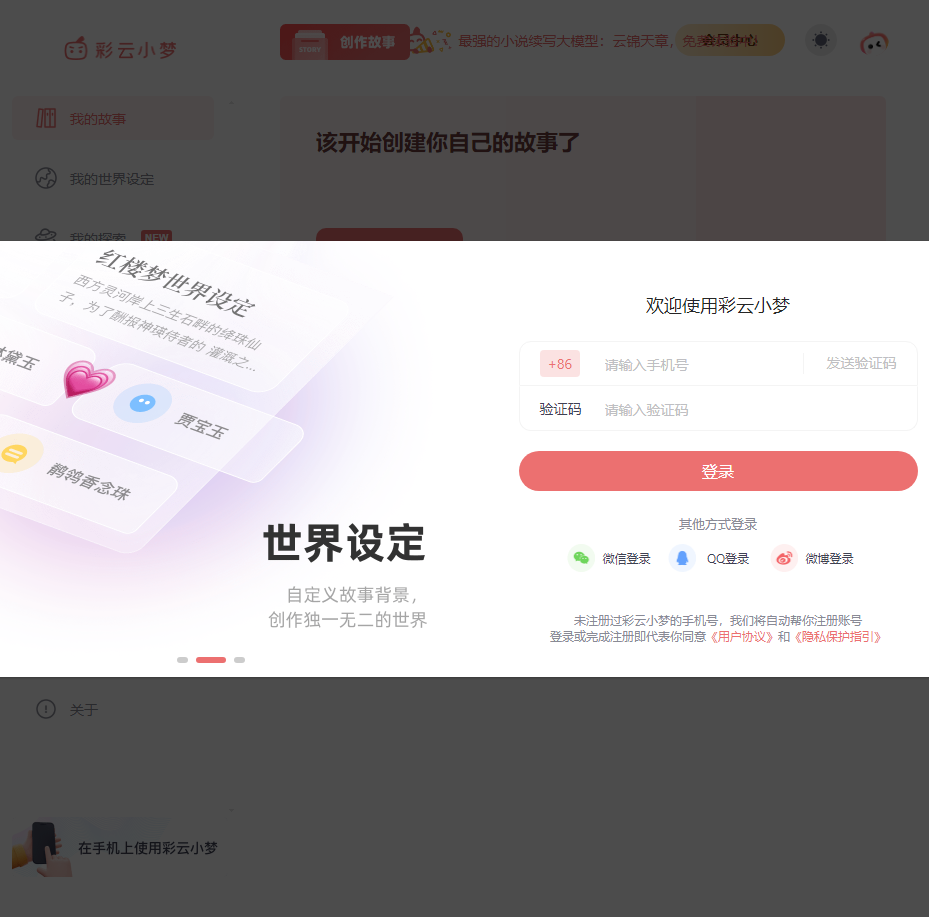 彩云小梦
创作故事
STORY
最强的小说续写大模型：云锦天章，免费
会员中心
我的故事
该开始创建你自己的故事了
我的世界设定
我的探索 NEW
红楼梦世界设定
西方灵河岸上三生石畔的绛珠仙
子，为了酬报神瑛侍者的 灌溉之...
黛玉
贾宝玉
鹡鸰香念珠
世界设定
自定义故事背景，
创作独一无二的世界
欢迎使用彩云小梦
+86 请输入手机号 发送验证码
验证码 请输入验证码
登录
其他方式登录
微信登录 QQ登录 微博登录
未注册过彩云小梦的手机号，我们将自动帮你注册账号
登录或完成注册即代表你同意《用户协议》和《隐私保护指引》
关于
在手机上使用彩云小梦